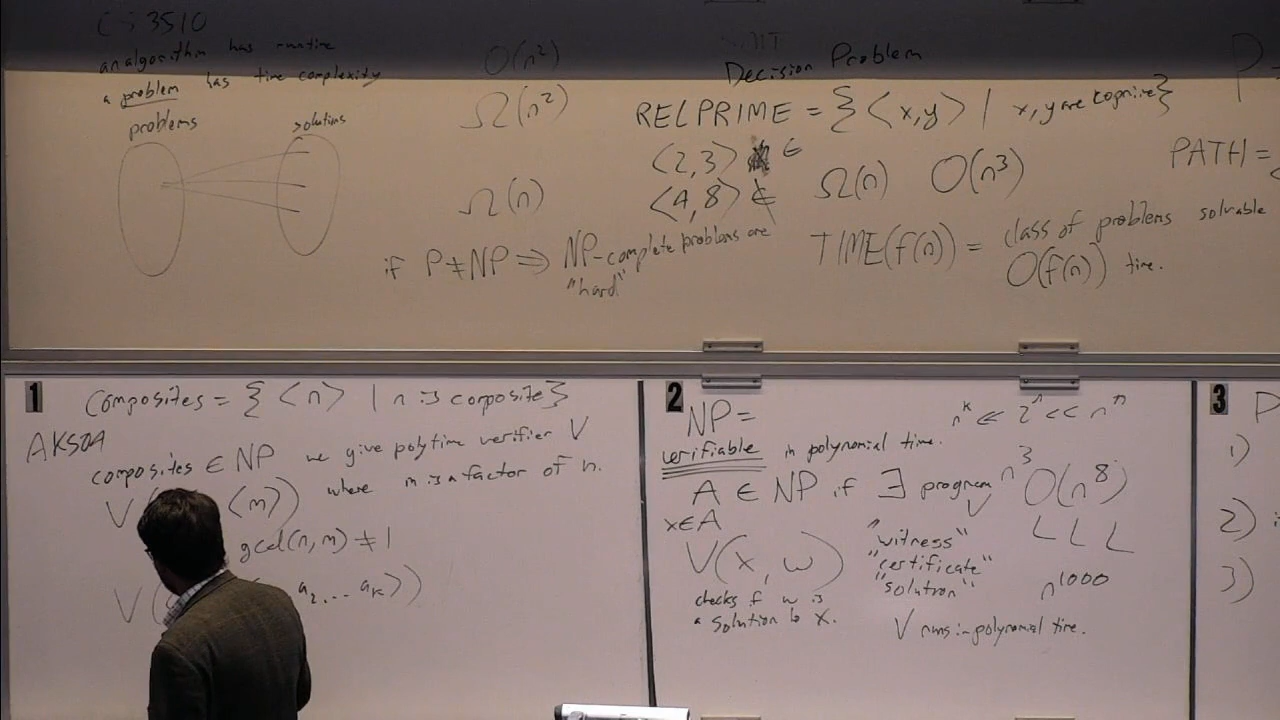 CS 3510
an algorithm has runtime
a problem has time complexity
problems
solutions
O(n²)
Ω(n²)
Ω(n)
if P≠NP ⇒ NP-complete problems are
"hard"
Decision Problem
RELPRIME = { <x,y> | x,y are coprime}
<2,3> ∈
<4,8> ∉
Ω(n) O(n³)
TIME(f(n)) = class of problems solvable
O(f(n)) time.
P
PATH =
1
Composites = { <n> | n is composite}
composites ∈ NP we give polytime verifier V
V( <m>) where m is a factor of n.
gcd(n,m) ≠ 1
V( a₂,... aₖ>)
2
NP =
nᵏ << 2ⁿ << nⁿ
verifiable in polynomial time.
A ∈ NP if ∃ program V
n³ O(n⁸)
x∈A
V(x, w)
"witness"
"certificate"
"solution"
L L L
n¹⁰⁰⁰
checks if w is
a solution to x.
V runs in polynomial time.
3
P
1)
2) i
3)